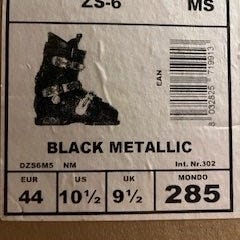 ZS-6 MS
EAN
8 032825 719913
BLACK METALLIC
DZS6M5 NM Int. Nr.302
EUR US UK MONDO
44 10½ 9½ 285